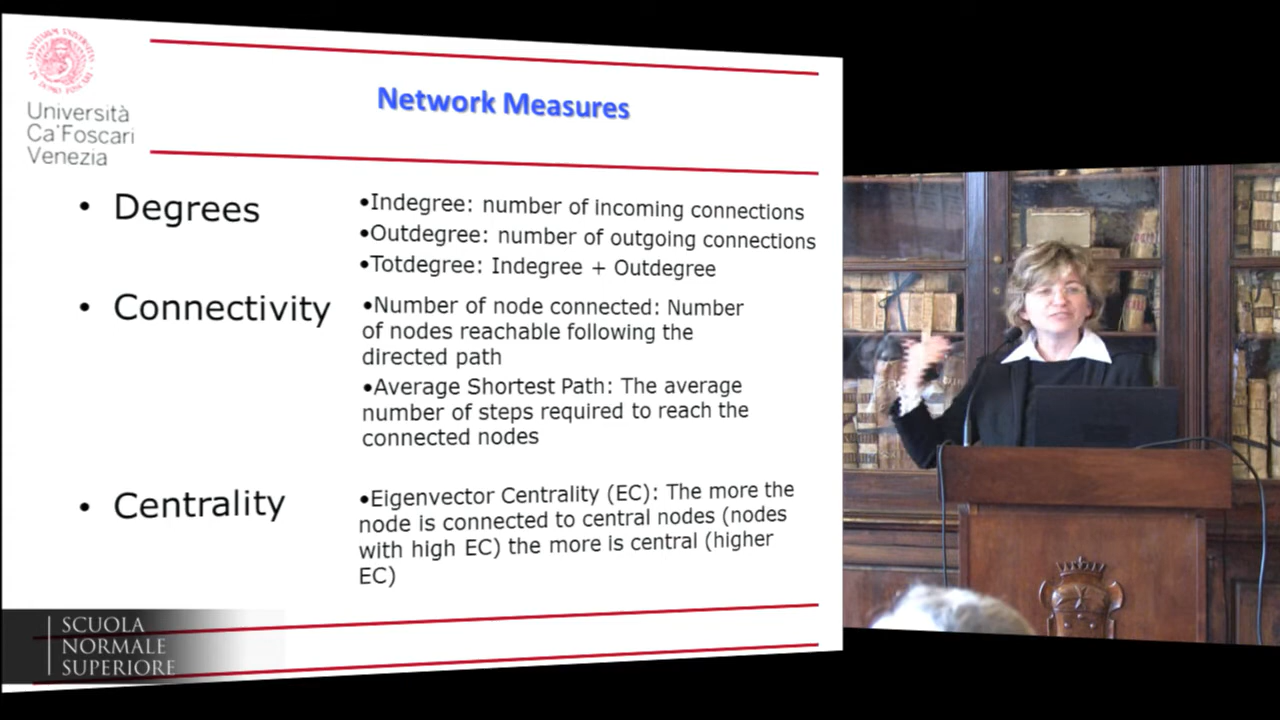 Università
Ca'Foscari
Venezia
Network Measures
• Degrees
•Indegree: number of incoming connections
•Outdegree: number of outgoing connections
•Totdegree: Indegree + Outdegree
• Connectivity
•Number of node connected: Number
of nodes reachable following the
directed path
•Average Shortest Path: The average
number of steps required to reach the
connected nodes
• Centrality
•Eigenvector Centrality (EC): The more the
node is connected to central nodes (nodes
with high EC) the more is central (higher
EC)
SCUOLA
NORMALE
SUPERIORE